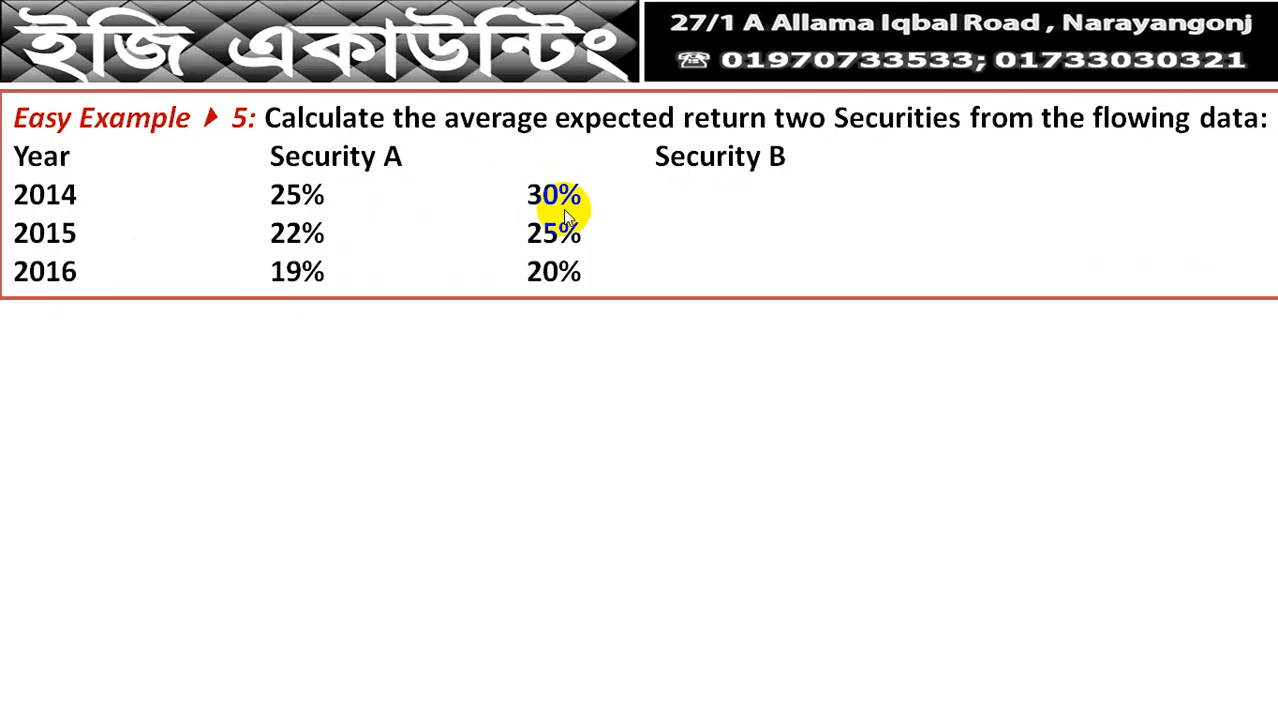 ইজি একাউন্টিং
27/1 A Allama Iqbal Road , Narayangonj
☎ 01970733533; 01733030321
Easy Example 5: Calculate the average expected return two Securities from the flowing data:
Year Security A Security B
2014 25% 30%
2015 22% 25%
2016 19% 20%